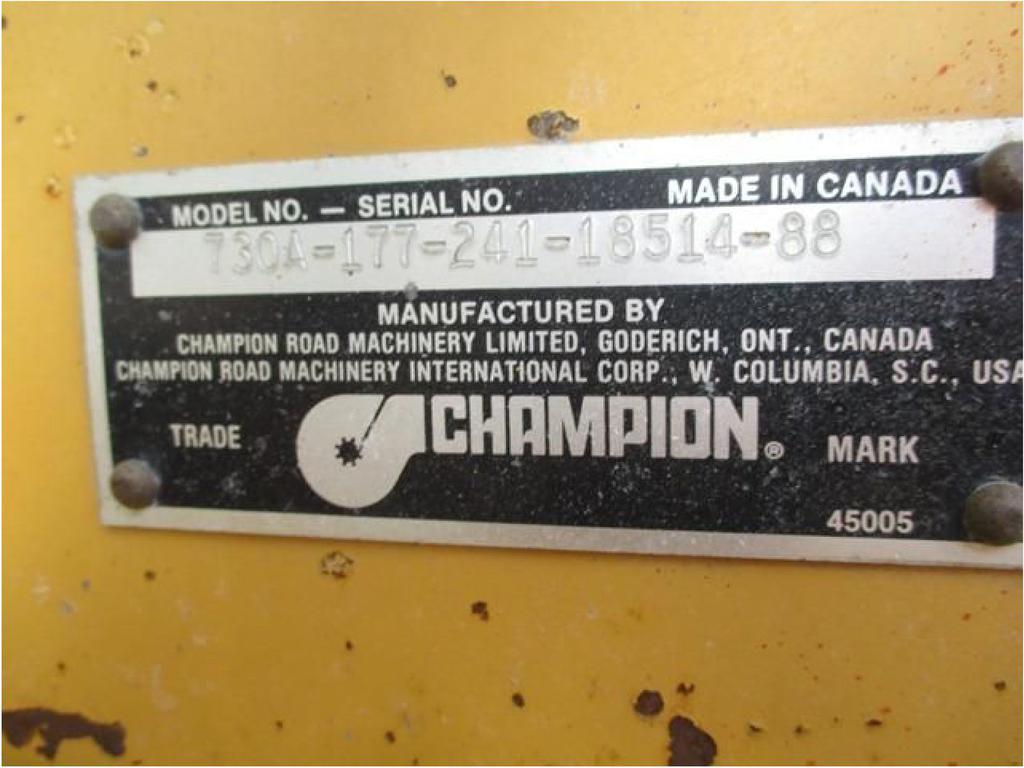 MODEL NO. — SERIAL NO. MADE IN CANADA
730A-177-241-18514-88
MANUFACTURED BY
CHAMPION ROAD MACHINERY LIMITED, GODERICH, ONT., CANADA
CHAMPION ROAD MACHINERY INTERNATIONAL CORP., W. COLUMBIA, S.C., USA
TRADE CHAMPION® MARK
45005